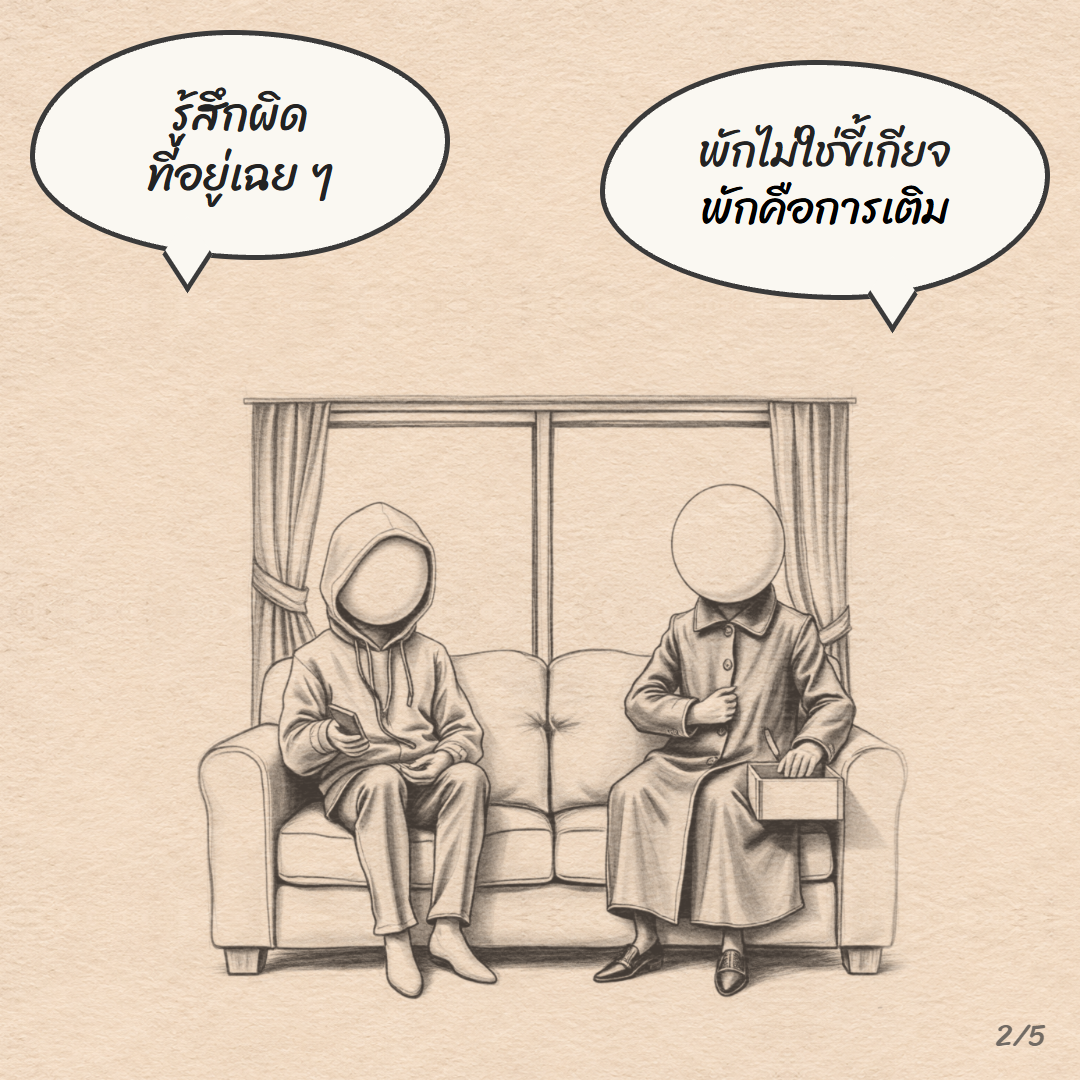 รู้สึกผิด
ที่อยู่เฉย ๆ
พักไม่ใช่ขี้เกียจ
พักคือการเติม
2/5